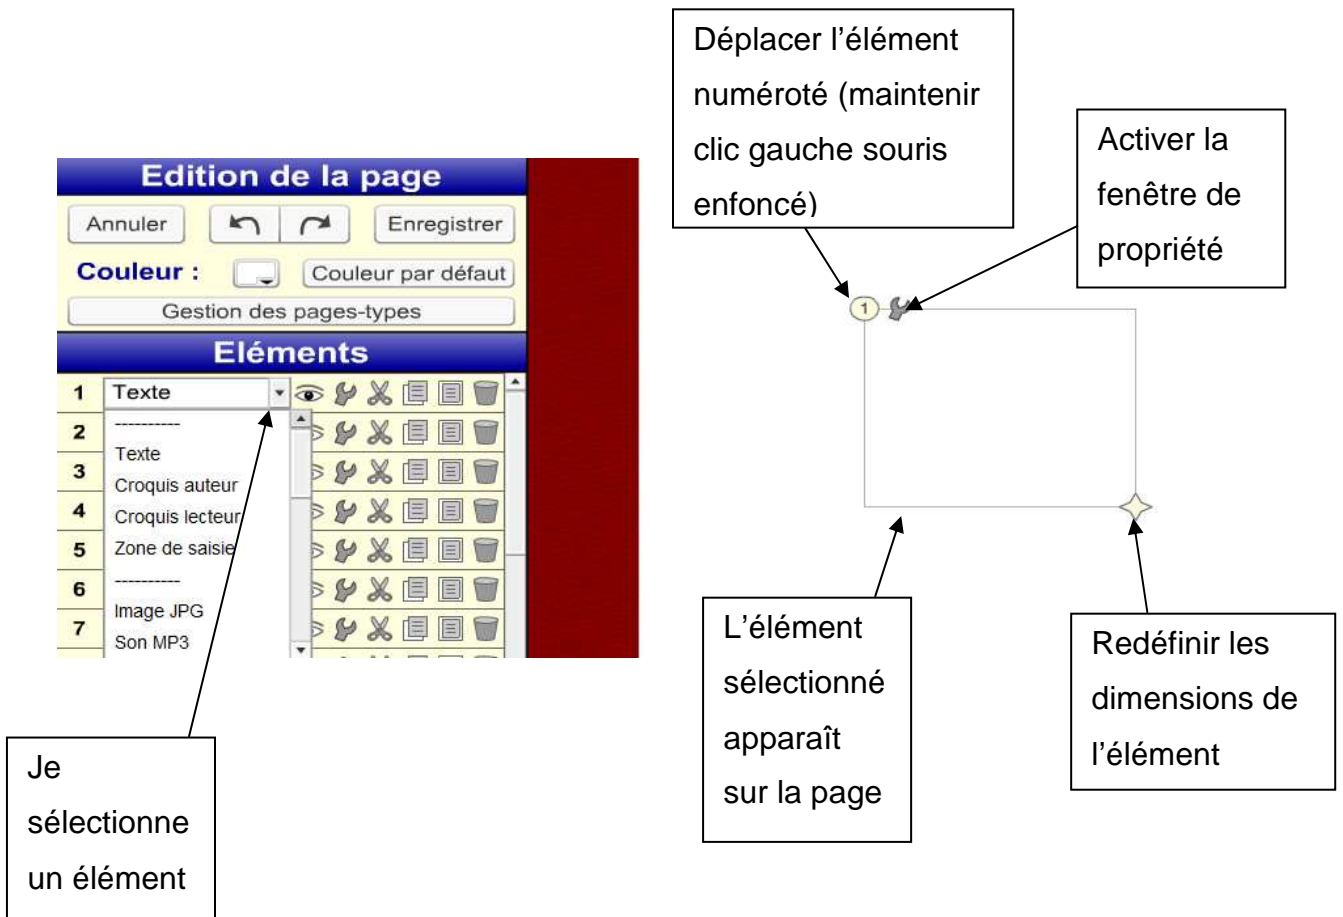 Déplacer l’élément
numéroté (maintenir
clic gauche souris
enfoncé)
Activer la
fenêtre de
propriété
Edition de la page
Annuler
Enregistrer
Couleur :
Couleur par défaut
Gestion des pages-types
Eléments
1 Texte
2
3
4
5
6
7
----------
Texte
Croquis auteur
Croquis lecteur
Zone de saisie
----------
Image JPG
Son MP3
1
L’élément
sélectionné
apparaît
sur la page
Redéfinir les
dimensions de
l’élément
Je
sélectionne
un élément